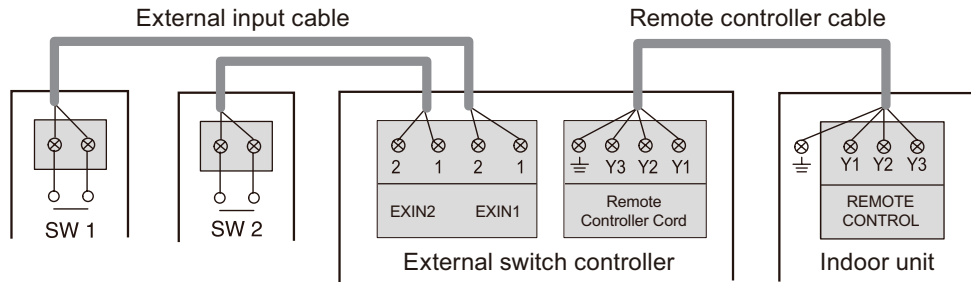 External input cable
Remote controller cable
2 1 2 1
Y3 Y2 Y1
Y1 Y2 Y3
EXIN2 EXIN1
Remote
Controller Cord
REMOTE
CONTROL
SW 1
SW 2
External switch controller
Indoor unit